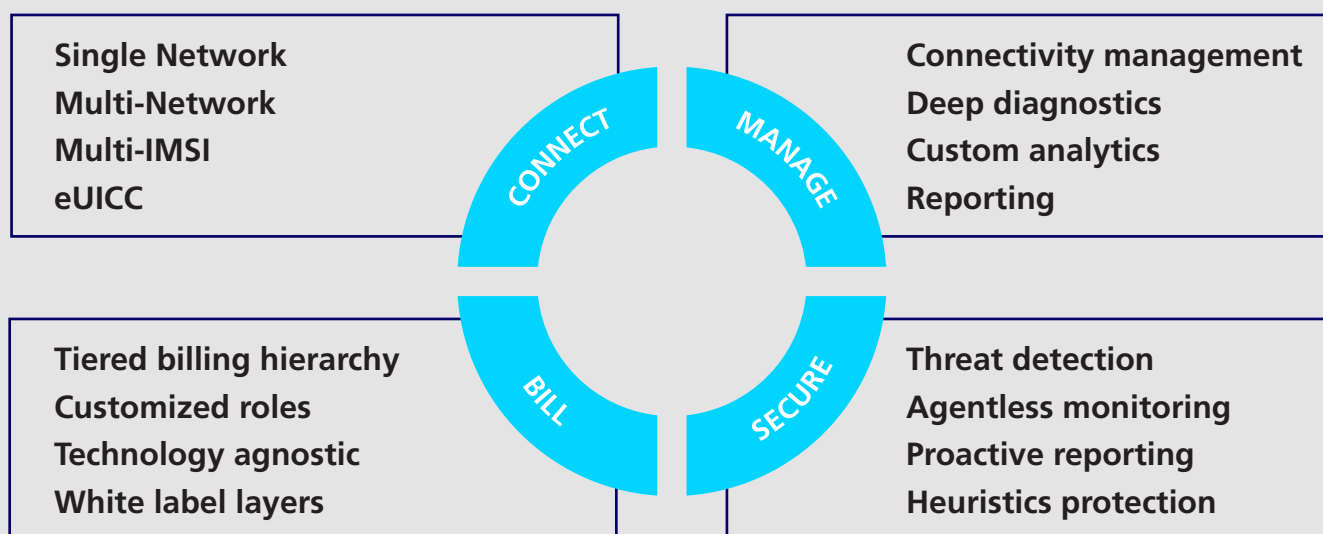 Single Network
Multi-Network
Multi-IMSI
eUICC
CONNECT
MANAGE
Connectivity management
Deep diagnostics
Custom analytics
Reporting
Tiered billing hierarchy
Customized roles
Technology agnostic
White label layers
BILL
SECURE
Threat detection
Agentless monitoring
Proactive reporting
Heuristics protection